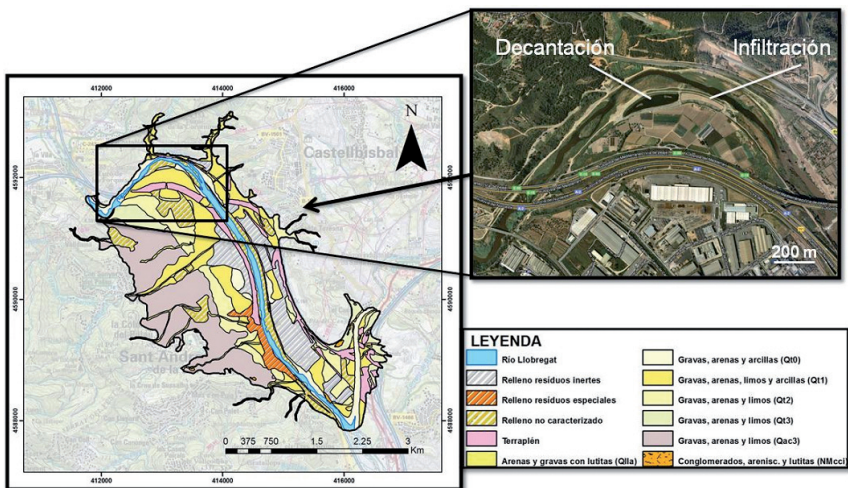 Decantación
Infiltración
200 m
412000
414000
416000
N
Castellbisbal
4592000
4590000
4588000
Sant And
de la
0 375 750 1.5 2.25 3
Km
LEYENDA
Río Llobregat
Relleno residuos inertes
Relleno residuos especiales
Relleno no caracterizado
Terraplén
Arenas y gravas con lutitas (Qlla)
Gravas, arenas y arcillas (Qt0)
Gravas, arenas, limos y arcillas (Qt1)
Gravas, arenas y limos (Qt2)
Gravas, arenas y limos (Qt3)
Gravas, arenas y limos (Qac3)
Conglomerados, arenisc. y lutitas (NMcci)